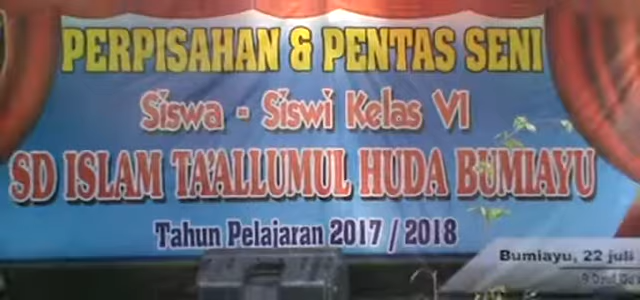 PERPISAHAN & PENTAS SENI
Siswa - Siswi Kelas VI
SD ISLAM TA'ALLUMUL HUDA BUMIAYU
Tahun Pelajaran 2017 / 2018
Bumiayu, 22 juli